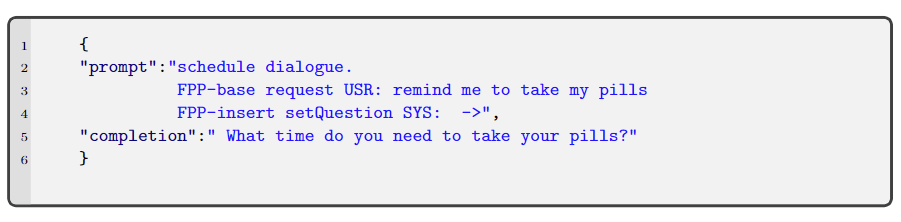 1 {
2 "prompt":"schedule dialogue.
3 FPP-base request USR: remind me to take my pills
4 FPP-insert setQuestion SYS:  ->",
5 "completion":" What time do you need to take your pills?"
6 }